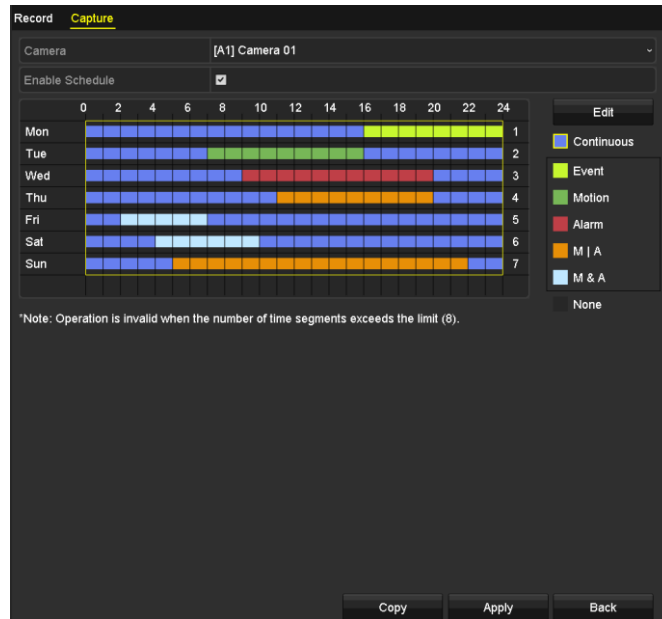 Record Capture
Camera [A1] Camera 01
Enable Schedule
0 2 4 6 8 10 12 14 16 18 20 22 24
Edit
Mon 1
Continuous
Tue 2
Wed 3
Event
Thu 4
Motion
Fri 5
Alarm
Sat 6
M | A
Sun 7
M & A
None
*Note: Operation is invalid when the number of time segments exceeds the limit (8).
Copy Apply Back